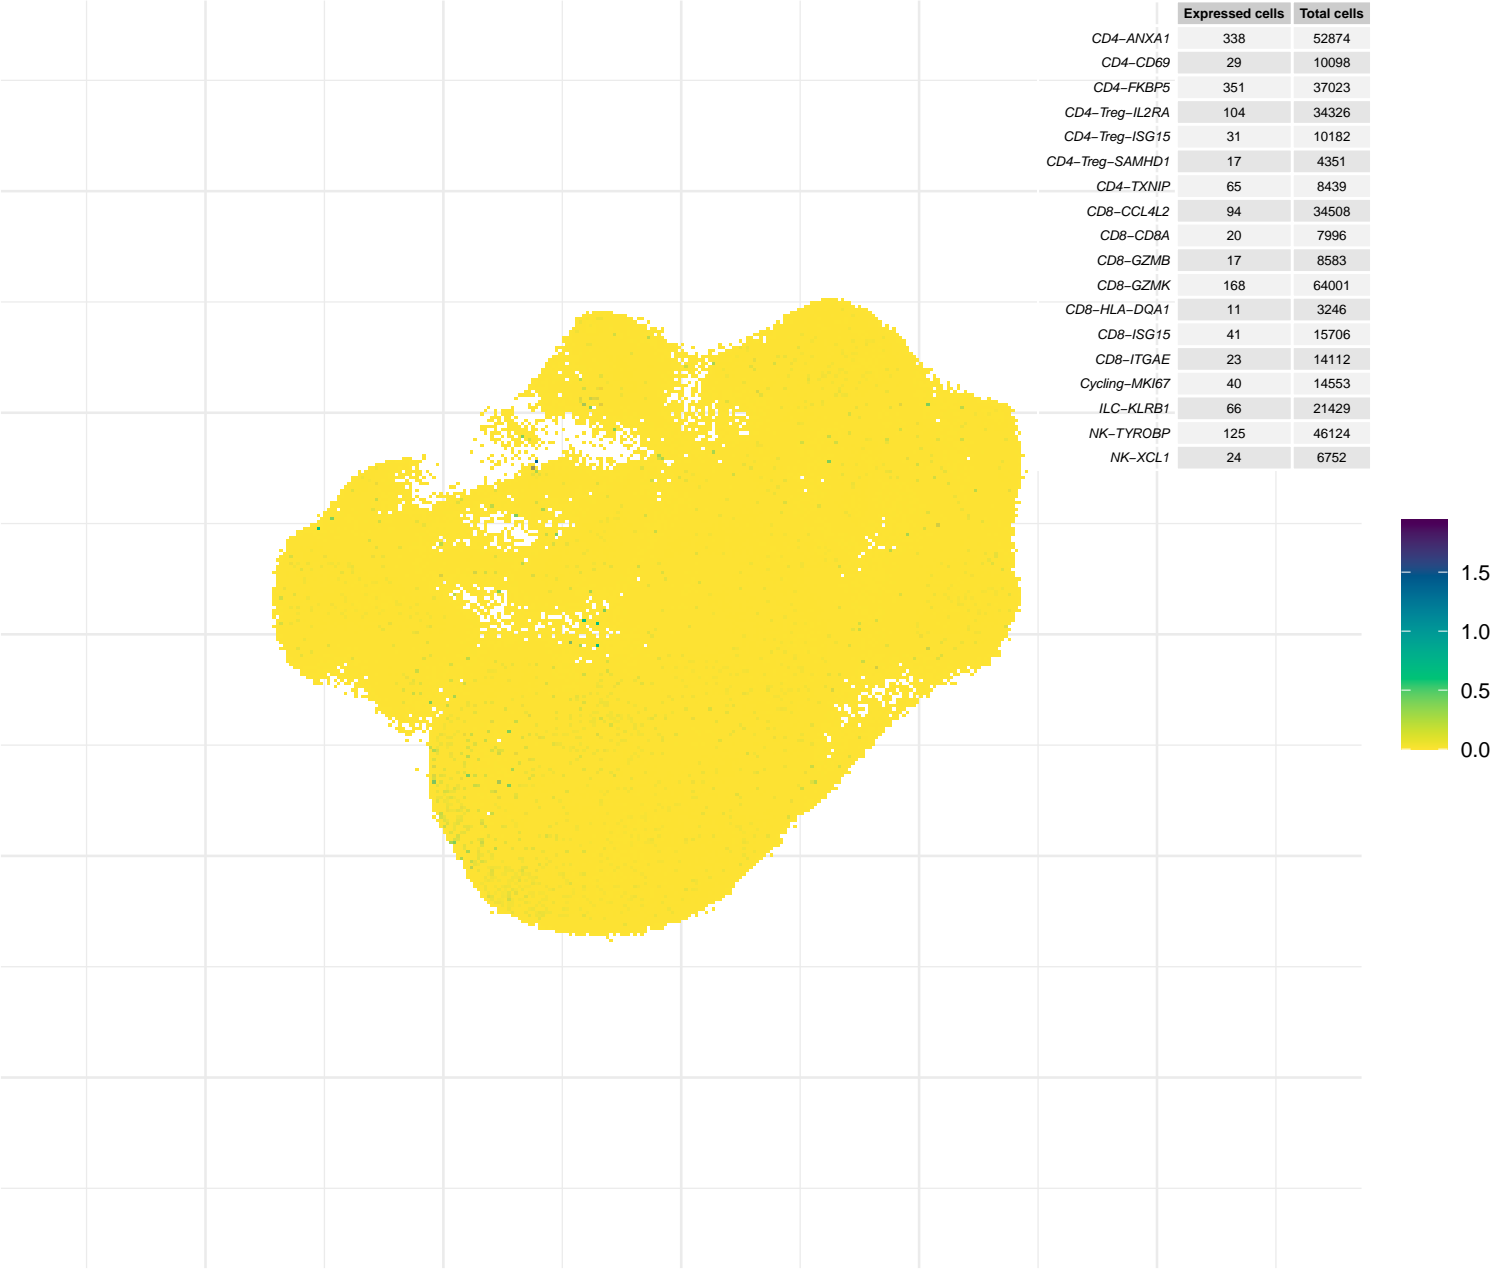 Expressed cells Total cells
CD4−ANXA1 338 52874
CD4−CD69 29 10098
CD4−FKBP5 351 37023
CD4−Treg−IL2RA 104 34326
CD4−Treg−ISG15 31 10182
CD4−Treg−SAMHD1 17 4351
CD4−TXNIP 65 8439
CD8−CCL4L2 94 34508
CD8−CD8A 20 7996
CD8−GZMB 17 8583
CD8−GZMK 168 64001
CD8−HLA−DQA1 11 3246
CD8−ISG15 41 15706
CD8−ITGAE 23 14112
Cycling−MKI67 40 14553
ILC−KLRB1 66 21429
NK−TYROBP 125 46124
NK−XCL1 24 6752
1.5
1.0
0.5
0.0